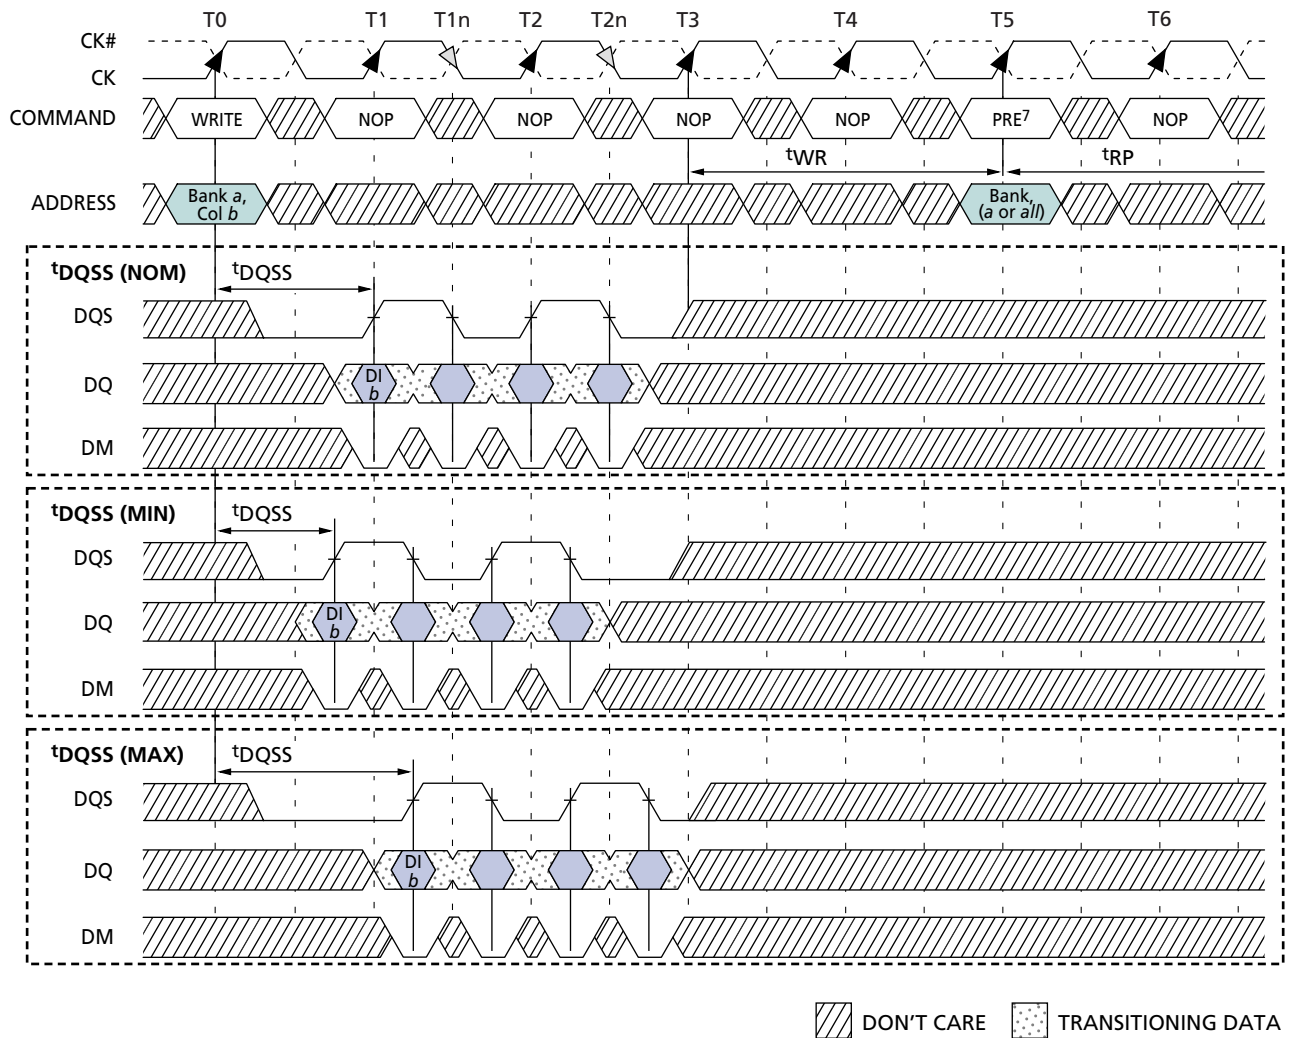 T0 T1 T1n T2 T2n T3 T4 T5 T6
CK#
CK
COMMAND WRITE NOP NOP NOP NOP PRE7 NOP
tWR tRP
ADDRESS Bank a, Col b Bank, (a or all)
tDQSS (NOM) tDQSS
DQS
DQ DI b
DM
tDQSS (MIN) tDQSS
DQS
DQ DI b
DM
tDQSS (MAX) tDQSS
DQS
DQ DI b
DM
DON'T CARE TRANSITIONING DATA